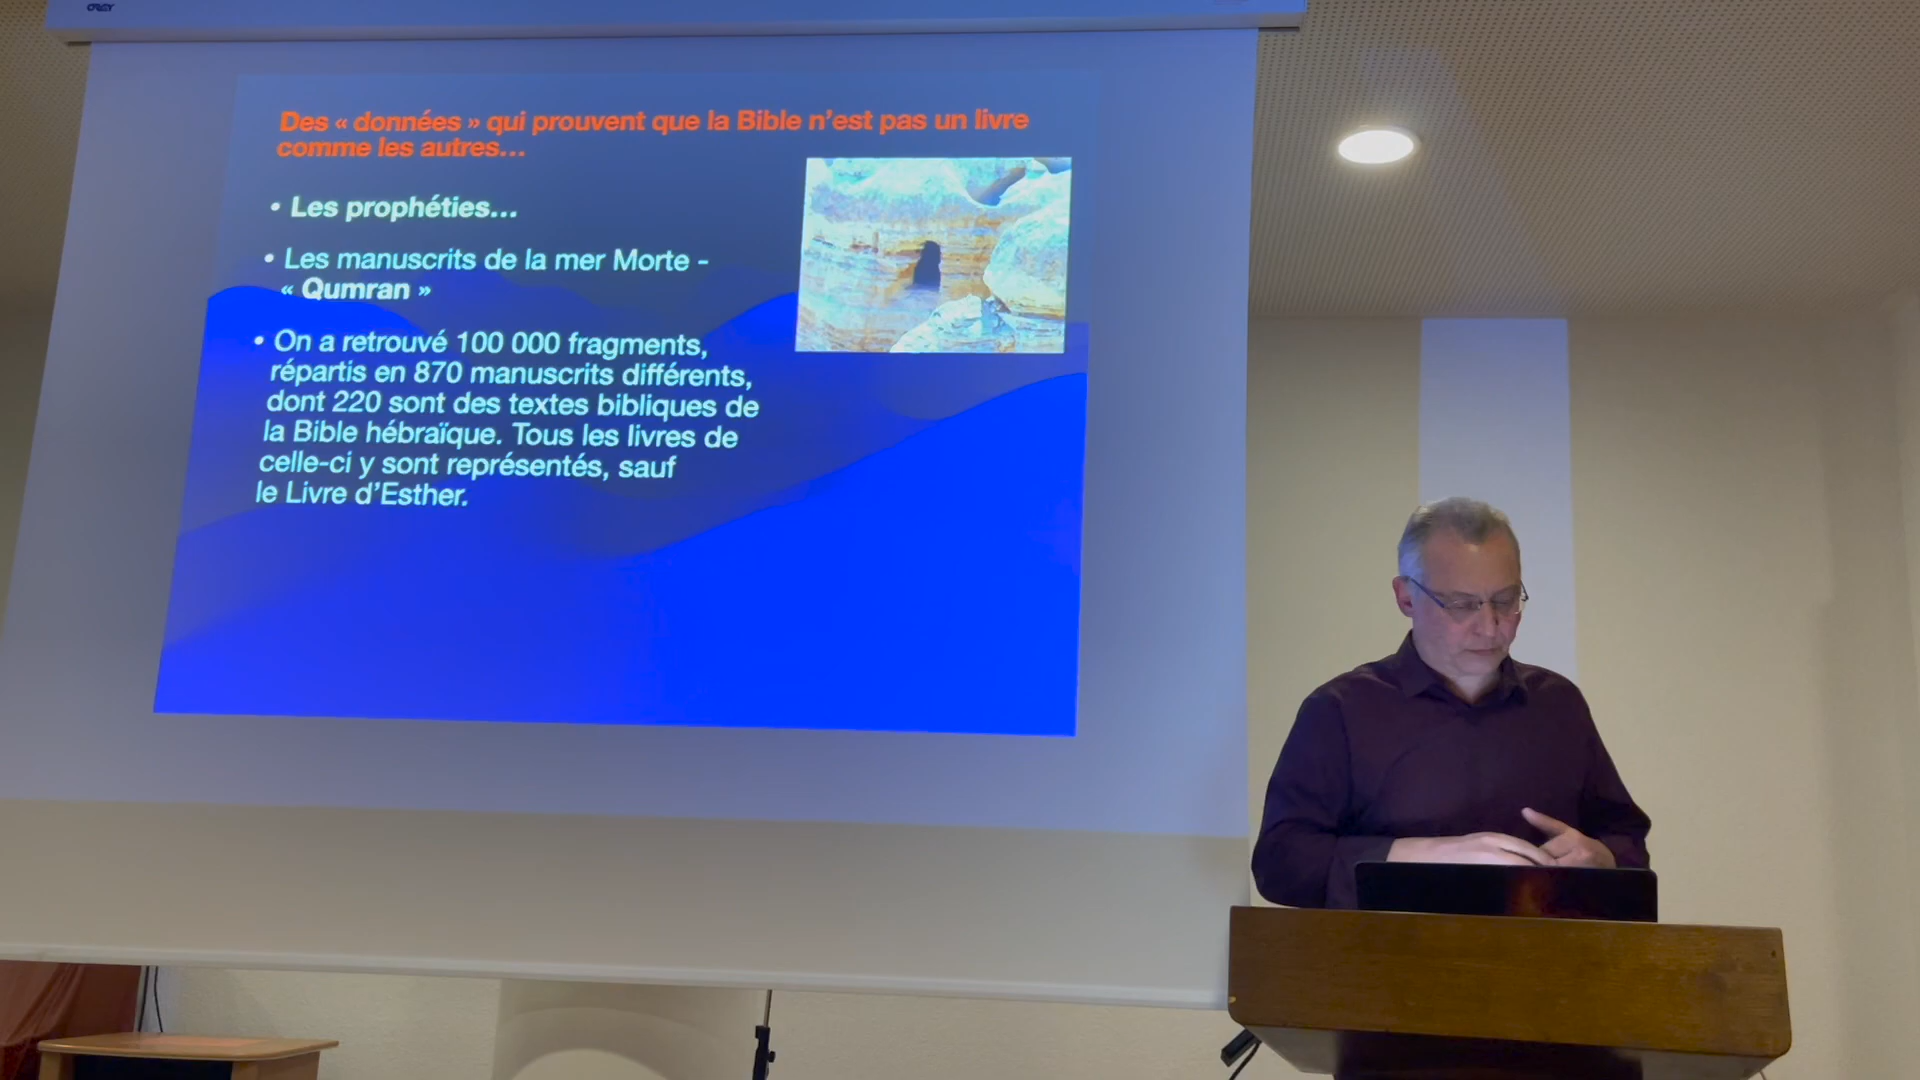 Des « données » qui prouvent que la Bible n'est pas un livre
comme les autres...
• Les prophéties...
• Les manuscrits de la mer Morte -
« Qumran »
• On a retrouvé 100 000 fragments,
répartis en 870 manuscrits différents,
dont 220 sont des textes bibliques de
la Bible hébraïque. Tous les livres de
celle-ci y sont représentés, sauf
le Livre d'Esther.